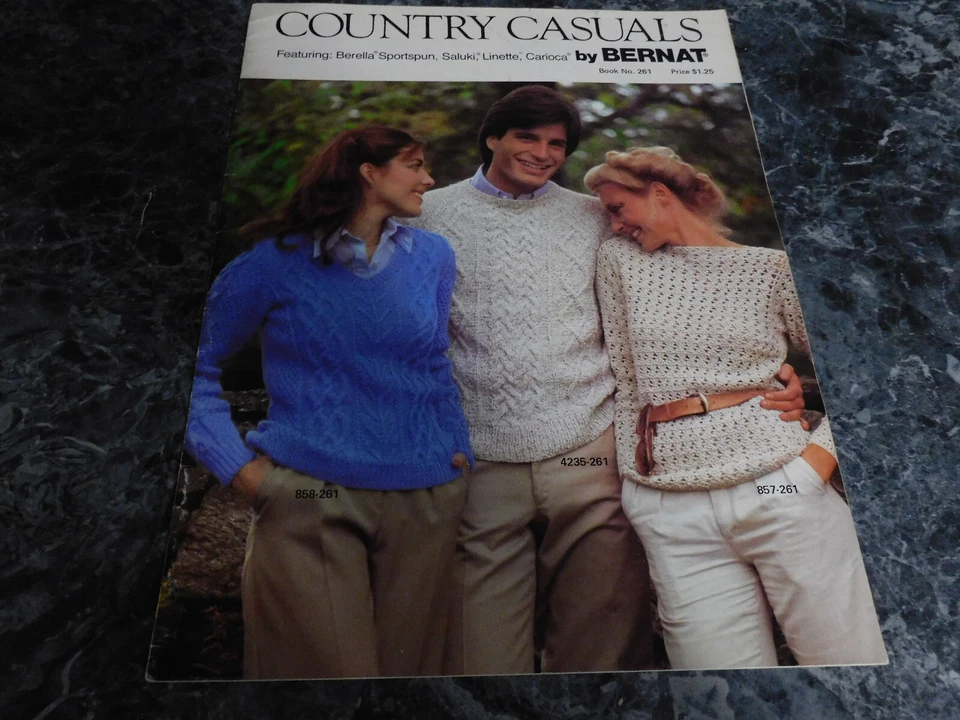 COUNTRY CASUALS
Featuring: Berella® Sportspun, Saluki,® Linette,™ Carioca® by BERNAT®
Book No. 261 Price $1.25
4235-261
858-261
857-261